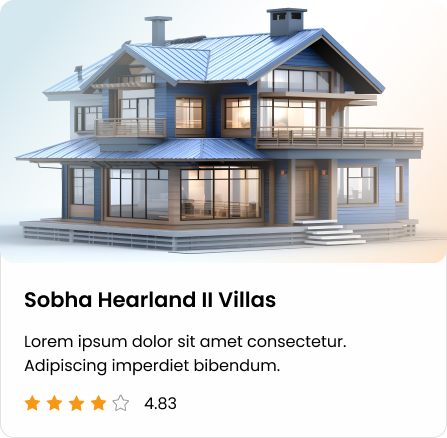 Sobha Hearland II Villas
Lorem ipsum dolor sit amet consectetur.
Adipiscing imperdiet bibendum.
4.83